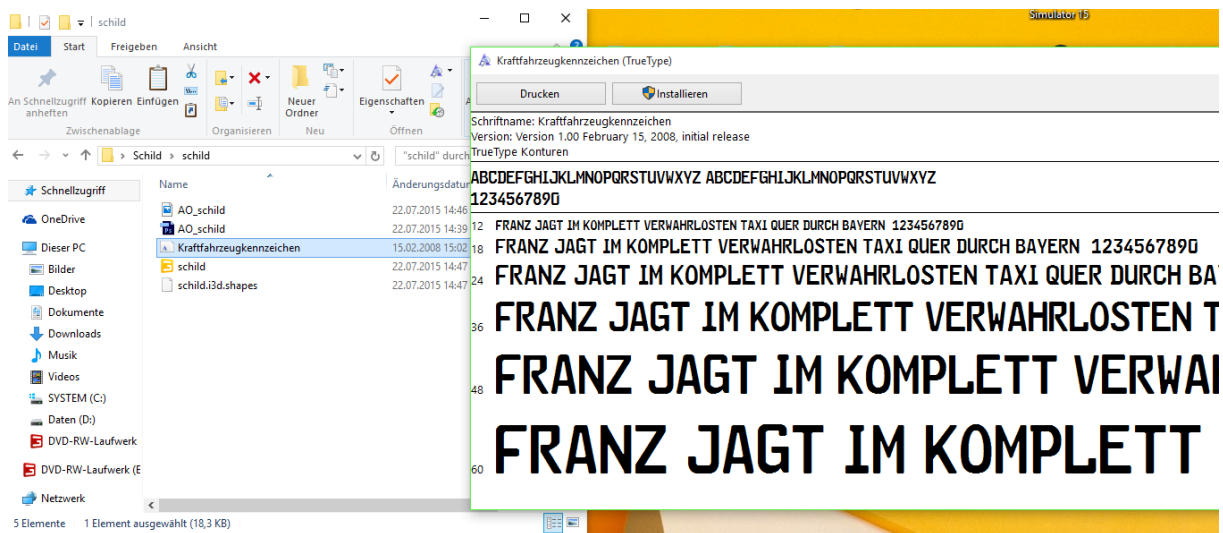 schild
Datei Start Freigeben Ansicht
An Schnellzugriff anheften
Kopieren
Einfügen
Neuer Ordner
Eigenschaften
Zwischenablage Organisieren Neu Öffnen
Schild > schild
"schild" durch
Schnellzugriff
OneDrive
Dieser PC
Bilder
Desktop
Dokumente
Downloads
Musik
Videos
SYSTEM (C:)
Daten (D:)
DVD-RW-Laufwerk
DVD-RW-Laufwerk (E
Netzwerk
Name Änderungsdatur
AO_schild 22.07.2015 14:46
AO_schild 22.07.2015 14:39
Kraftfahrzeugkennzeichen 15.02.2008 15:02
schild 22.07.2015 14:47
schild.i3d.shapes 22.07.2015 14:47
5 Elemente 1 Element ausgewählt (18,3 KB)
Simulator 15
Kraftfahrzeugkennzeichen (TrueType)
Drucken Installieren
Schriftname: Kraftfahrzeugkennzeichen
Version: Version 1.00 February 15, 2008, initial release
TrueType Konturen
ABCDEFGHIJKLMNOPQRSTUVWXYZ ABCDEFGHIJKLMNOPQRSTUVWXYZ
1234567890
12 FRANZ JAGT IM KOMPLETT VERWAHRLOSTEN TAXI QUER DURCH BAYERN 1234567890
18 FRANZ JAGT IM KOMPLETT VERWAHRLOSTEN TAXI QUER DURCH BAYERN 1234567890
24 FRANZ JAGT IM KOMPLETT VERWAHRLOSTEN TAXI QUER DURCH BA
36 FRANZ JAGT IM KOMPLETT VERWAHRLOSTEN T
48 FRANZ JAGT IM KOMPLETT VERWA
60 FRANZ JAGT IM KOMPLETT